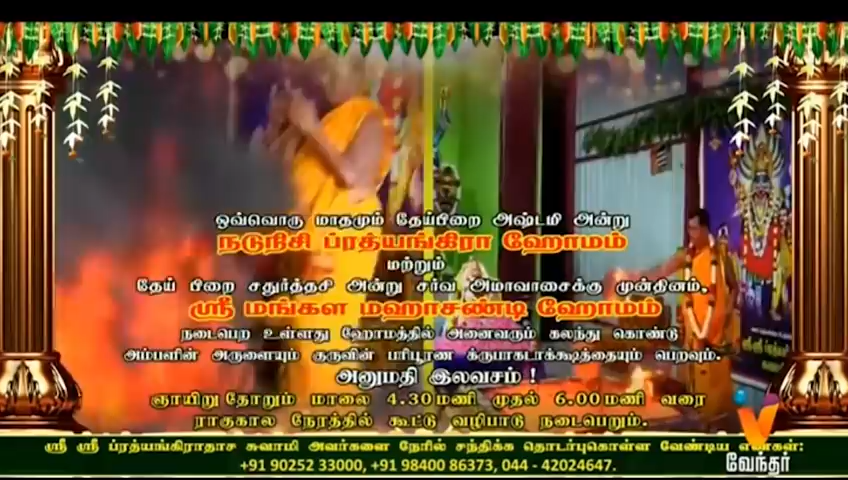 ஒவ்வொரு மாதமும் தேய்பிறை அஷ்டமி அன்று
நடுநிசி ப்ரத்யங்கிரா ஹோமம்
மற்றும்
தேய் பிறை சதுர்த்தசி அன்று சர்வ அமாவாசைக்கு முன்தினம்,
ஸ்ரீ மங்கள மஹாசண்டி ஹோமம்
நடைபெற உள்ளது ஹோமத்தில் அனைவரும் கலந்து கொண்டு
அம்பளின் அருளையும் குருவின் பரிபூரண க்ருபாகடாக்ஷத்தையும் பெறவும்.
அனுமதி இலவசம் !
ஞாயிறு தோறும் மாலை 4.30மணி முதல் 6.00மணி வரை
ராகுகால நேரத்தில் கூட்டு வழிபாடு நடைபெறும்.
ஸ்ரீ ஸ்ரீ ப்ரத்யங்கிராதாச சுவாமி அவர்களை நேரில் சந்திக்க தொடர்புகொள்ள வேண்டிய எண்கள்:
+91 90252 33000, +91 98400 86373, 044 - 42024647.
வேந்தர்